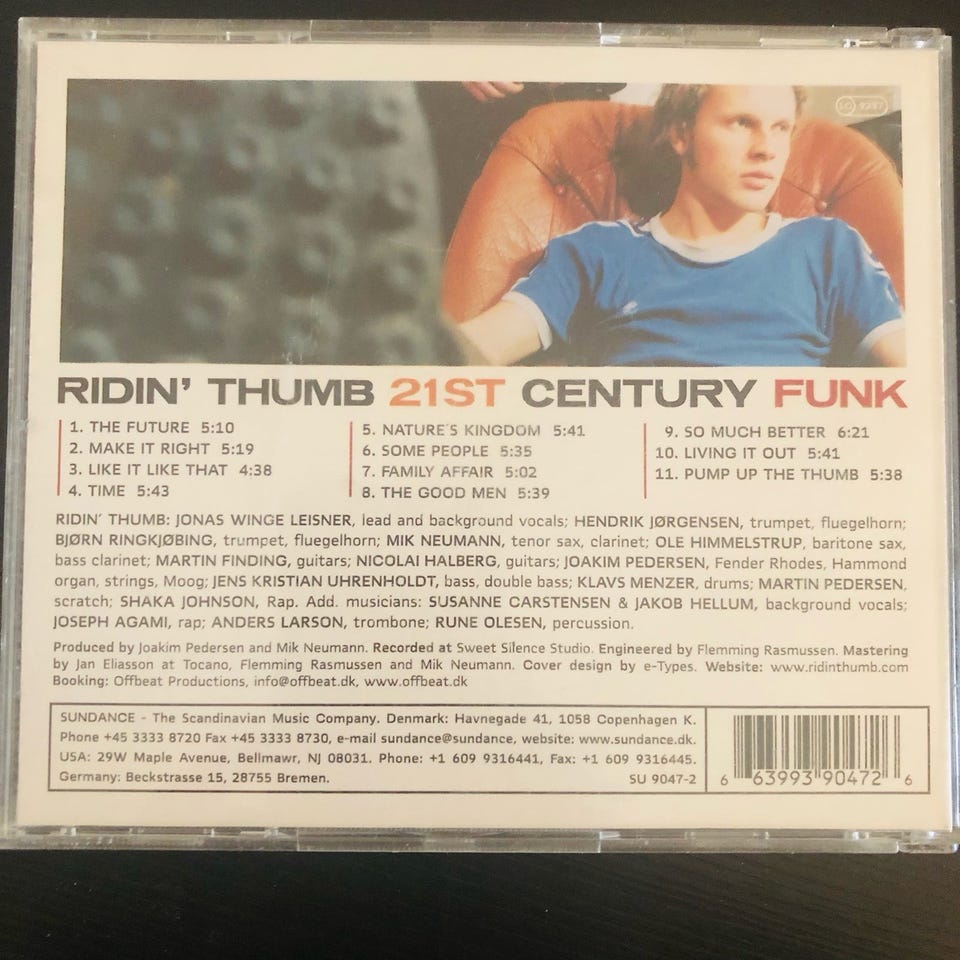 LC 9237
RIDIN' THUMB 21ST CENTURY FUNK
1. THE FUTURE 5:10
2. MAKE IT RIGHT 5:19
3. LIKE IT LIKE THAT 4:38
4. TIME 5:43
5. NATURE'S KINGDOM 5:41
6. SOME PEOPLE 5:35
7. FAMILY AFFAIR 5:02
8. THE GOOD MEN 5:39
9. SO MUCH BETTER 6:21
10. LIVING IT OUT 5:41
11. PUMP UP THE THUMB 5:38
RIDIN' THUMB: JONAS WINGE LEISNER, lead and background vocals; HENDRIK JØRGENSEN, trumpet, fluegelhorn;
BJØRN RINGKJØBING, trumpet, fluegelhorn; MIK NEUMANN, tenor sax, clarinet; OLE HIMMELSTRUP, baritone sax,
bass clarinet; MARTIN FINDING, guitars; NICOLAI HALBERG, guitars; JOAKIM PEDERSEN, Fender Rhodes, Hammond
organ, strings, Moog; JENS KRISTIAN UHRENHOLDT, bass, double bass; KLAVS MENZER, drums; MARTIN PEDERSEN,
scratch; SHAKA JOHNSON, Rap. Add. musicians: SUSANNE CARSTENSEN & JAKOB HELLUM, background vocals;
JOSEPH AGAMI, rap; ANDERS LARSON, trombone; RUNE OLESEN, percussion.
Produced by Joakim Pedersen and Mik Neumann. Recorded at Sweet Silence Studio. Engineered by Flemming Rasmussen. Mastering
by Jan Eliasson at Tocano, Flemming Rasmussen and Mik Neumann. Cover design by e-Types. Website: www.ridinthumb.com
Booking: Offbeat Productions, info@offbeat.dk, www.offbeat.dk
SUNDANCE - The Scandinavian Music Company. Denmark: Havnegade 41, 1058 Copenhagen K.
Phone +45 3333 8720 Fax +45 3333 8730, e-mail sundance@sundance, website: www.sundance.dk.
USA: 29W Maple Avenue, Bellmawr, NJ 08031. Phone: +1 609 9316441, Fax: +1 609 9316445.
Germany: Beckstrasse 15, 28755 Bremen. SU 9047-2
6 63993 90472 6